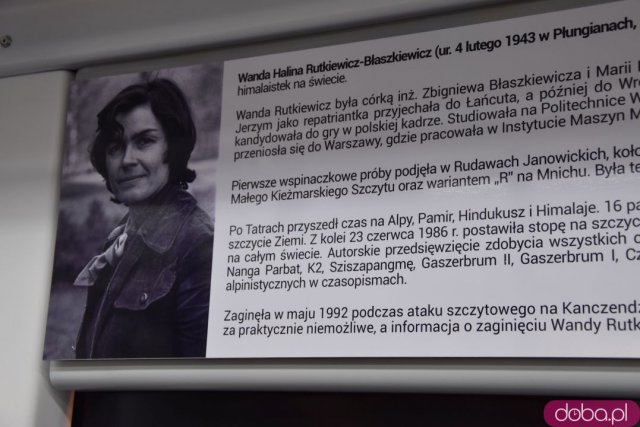 Wanda Halina Rutkiewicz-Błaszkiewicz (ur. 4 lutego 1943 w Płungianach,
himalaistek na świecie.
Wanda Rutkiewicz była córką inż. Zbigniewa Błaszkiewicza i Marii
Jerzym jako repatriantka przyjechała do Łańcuta, a później do Wr
kandydowała do gry w polskiej kadrze. Studiowała na Politechnice W
przeniosła się do Warszawy, gdzie pracowała w Instytucie Maszyn M
Pierwsze wspinaczkowe próby podjęła w Rudawach Janowickich, koło
Małego Kieżmarskiego Szczytu oraz wariantem „R" na Mnichu. Była te
Po Tatrach przyszedł czas na Alpy, Pamir, Hindukusz i Himalaje. 16 pa
szczycie Ziemi. Z kolei 23 czerwca 1986 r. postawiła stopę na szczyc
na całym świecie. Autorskie przedsięwzięcie zdobycia wszystkich
Nanga Parbat, K2, Sziszapangmę, Gaszerbrum II, Gaszerbrum I, Cz
alpinistycznych w czasopismach.
Zaginęła w maju 1992 podczas ataku szczytowego na Kanczendz
za praktycznie niemożliwe, a informacja o zaginięciu Wandy Rutk
doba.pl